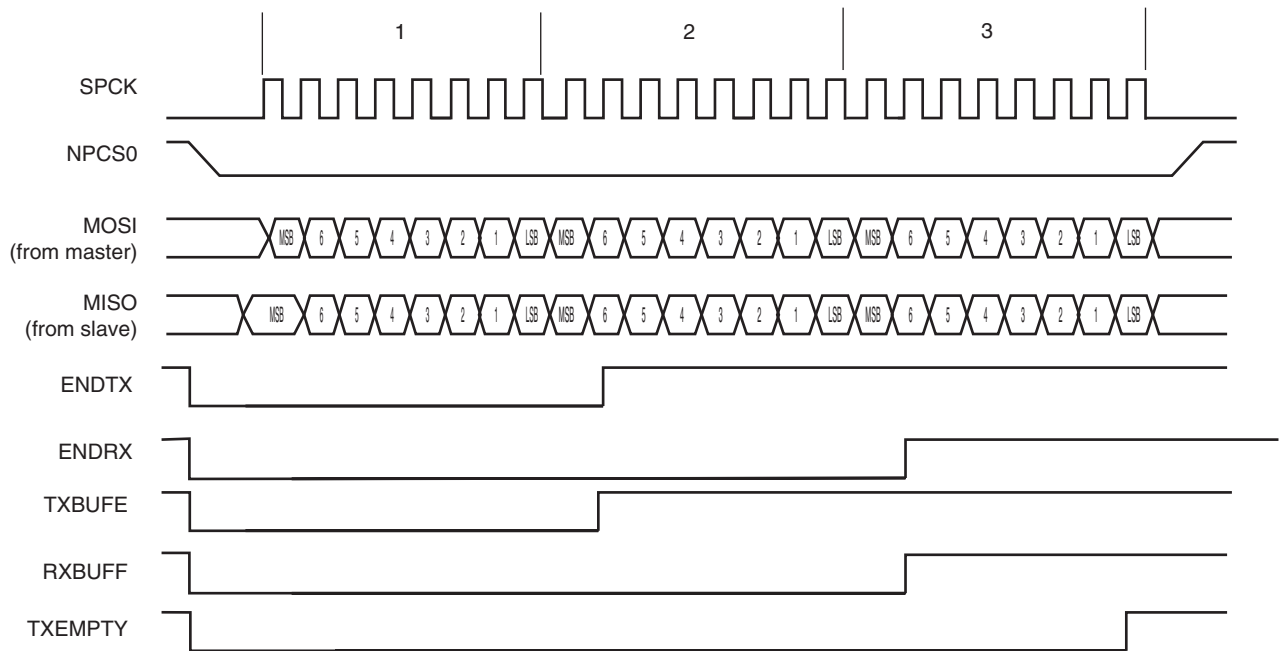 1 2 3
SPCK
NPCS0
MOSI
(from master)
MSB 6 5 4 3 2 1 LSB MSB 6 5 4 3 2 1 LSB MSB 6 5 4 3 2 1 LSB
MISO
(from slave)
MSB 6 5 4 3 2 1 LSB MSB 6 5 4 3 2 1 LSB MSB 6 5 4 3 2 1 LSB
ENDTX
ENDRX
TXBUFE
RXBUFF
TXEMPTY